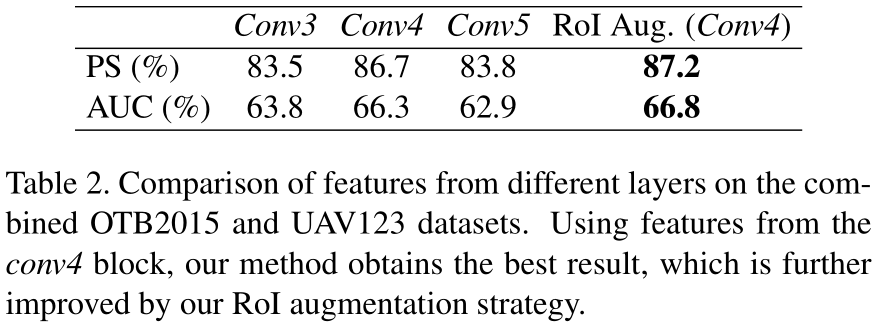 Conv3 Conv4 Conv5 RoI Aug. (Conv4)
PS (%) 83.5 86.7 83.8 87.2
AUC (%) 63.8 66.3 62.9 66.8
Table 2. Comparison of features from different layers on the com-
bined OTB2015 and UAV123 datasets. Using features from the
conv4 block, our method obtains the best result, which is further
improved by our RoI augmentation strategy.